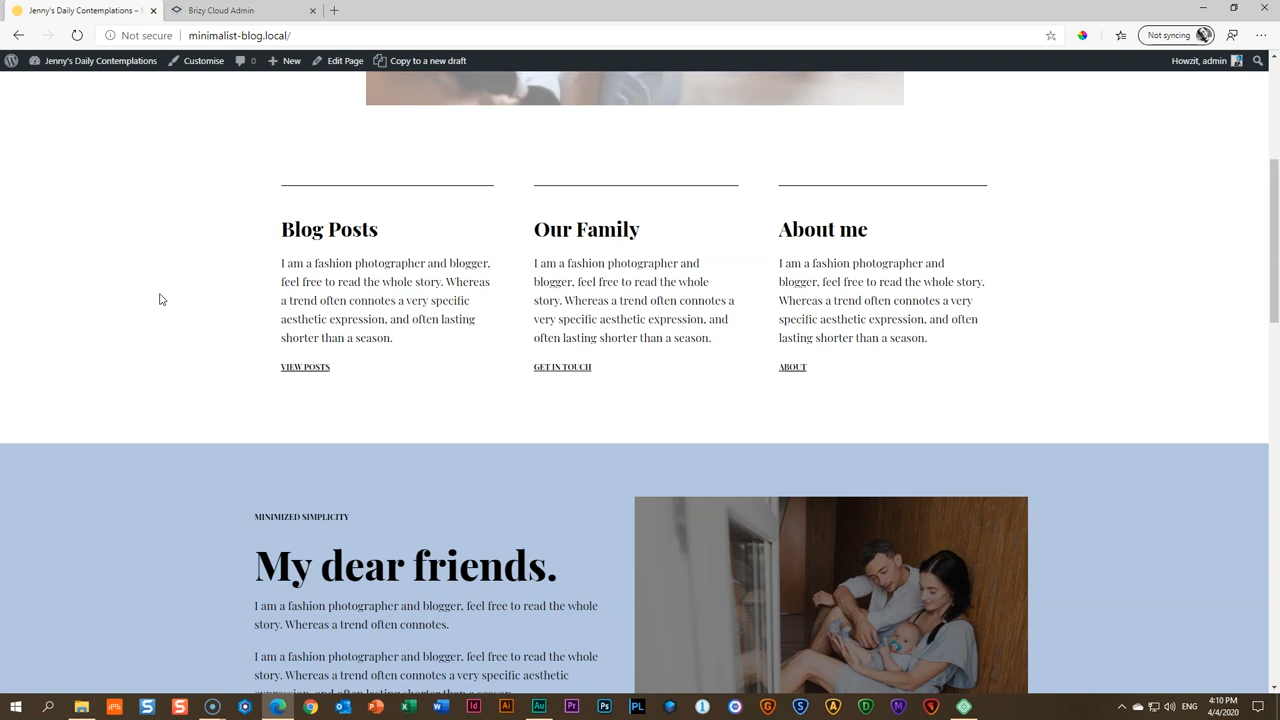 Jenny's Daily Contemplations –
Brizy Cloud Admin
Not secure
minimalist-blog.local/
Not syncing
Jenny's Daily Contemplations
Customise
0
New
Edit Page
Copy to a new draft
Howzit, admin
Blog Posts
I am a fashion photographer and blogger,
feel free to read the whole story. Whereas
a trend often connotes a very specific
aesthetic expression, and often lasting
shorter than a season.
VIEW POSTS
Our Family
I am a fashion photographer and
blogger, feel free to read the whole
story. Whereas a trend often connotes a
very specific aesthetic expression, and
often lasting shorter than a season.
GET IN TOUCH
About me
I am a fashion photographer and
blogger, feel free to read the whole story.
Whereas a trend often connotes a very
specific aesthetic expression, and often
lasting shorter than a season.
ABOUT
MINIMIZED SIMPLICITY
My dear friends.
I am a fashion photographer and blogger, feel free to read the whole
story. Whereas a trend often connotes.
I am a fashion photographer and blogger, feel free to read the whole
story. Whereas a trend often connotes a very specific aesthetic
expression, and often lasting shorter than a season.
ENG
4:10 PM
4/4/2020